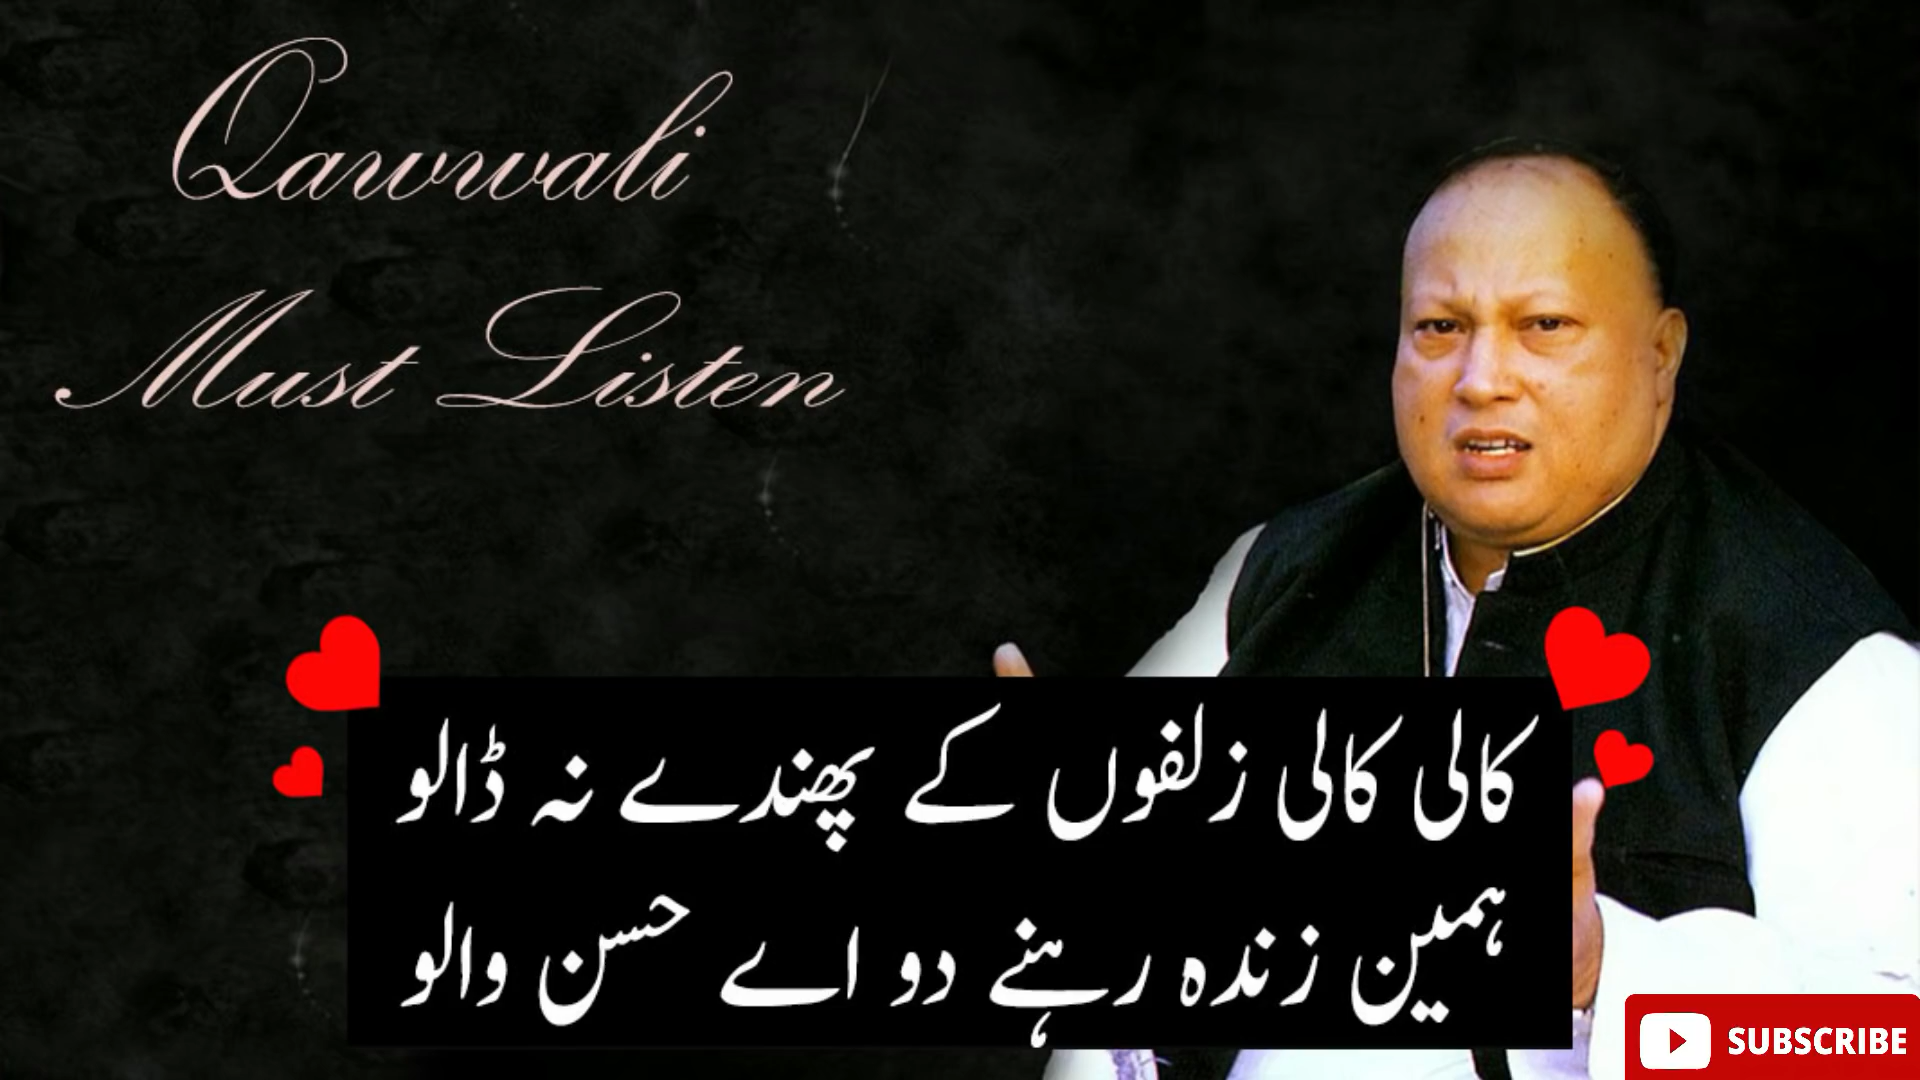 Qawwali
Must Listen
کالی کالی زلفوں کے پھندے نہ ڈالو
ہمیں زندہ رہنے دو اے حسن والو
SUBSCRIBE